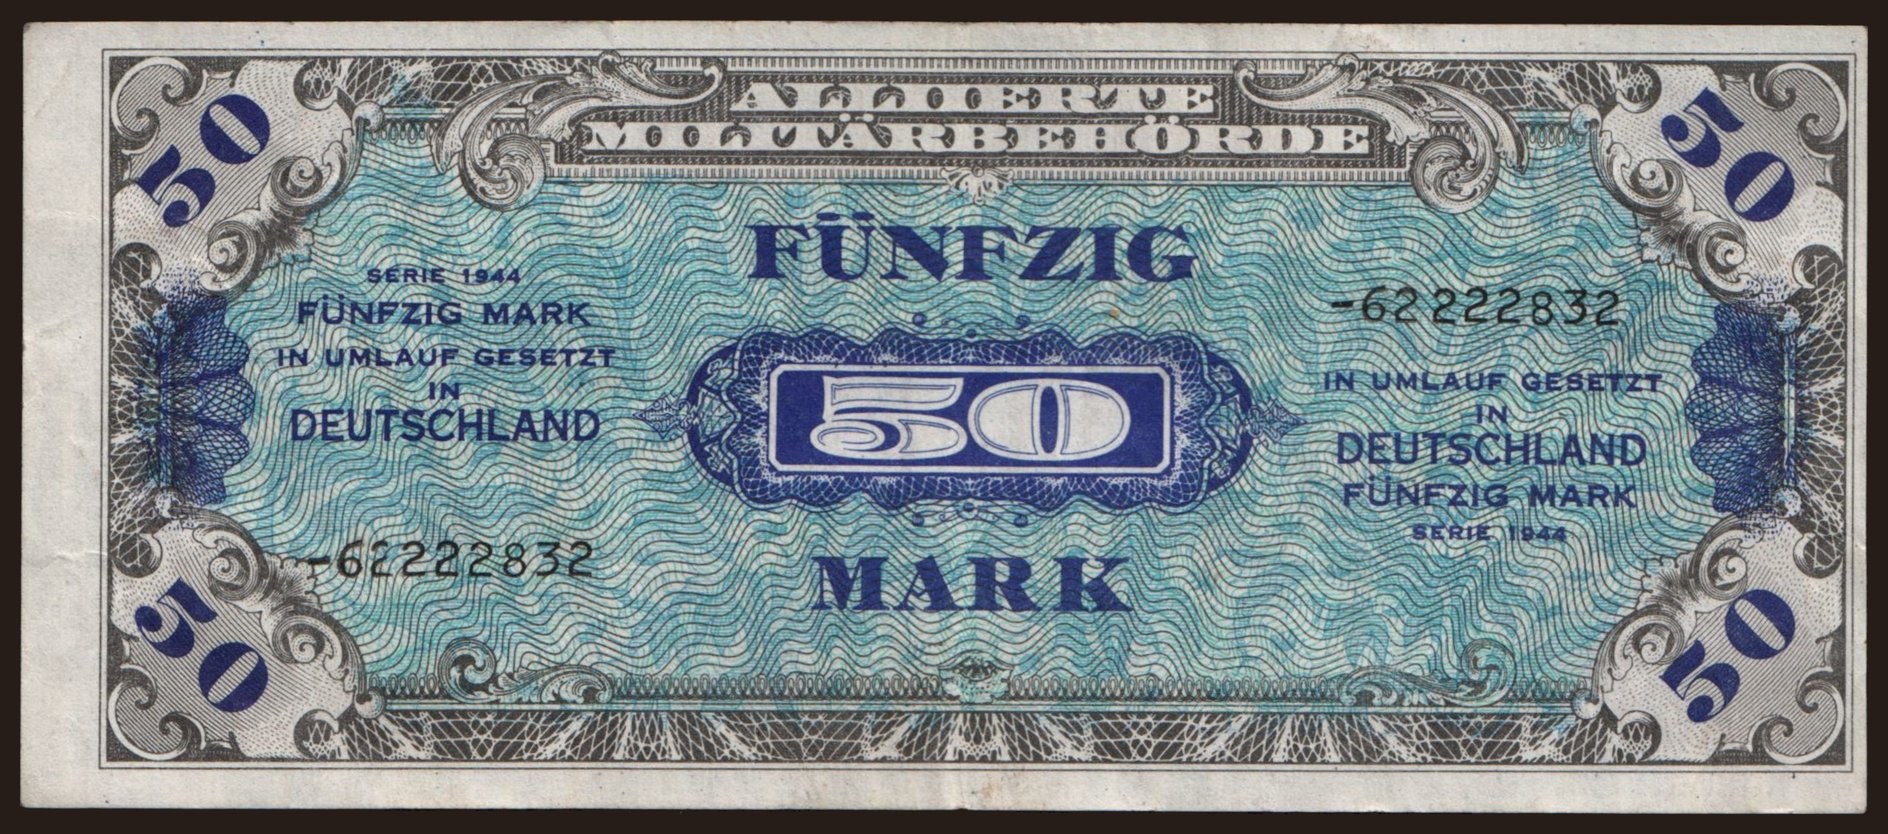 50
50
ALLIIERTE
MILITÄRBEHÖRDE
FÜNFZIG
SERIE 1944
FÜNFZIG MARK
IN UMLAUF GESETZT
IN
DEUTSCHLAND
-62222832
50
-62222832
IN UMLAUF GESETZT
IN
DEUTSCHLAND
FÜNFZIG MARK
SERIE 1944
MARK
50
50